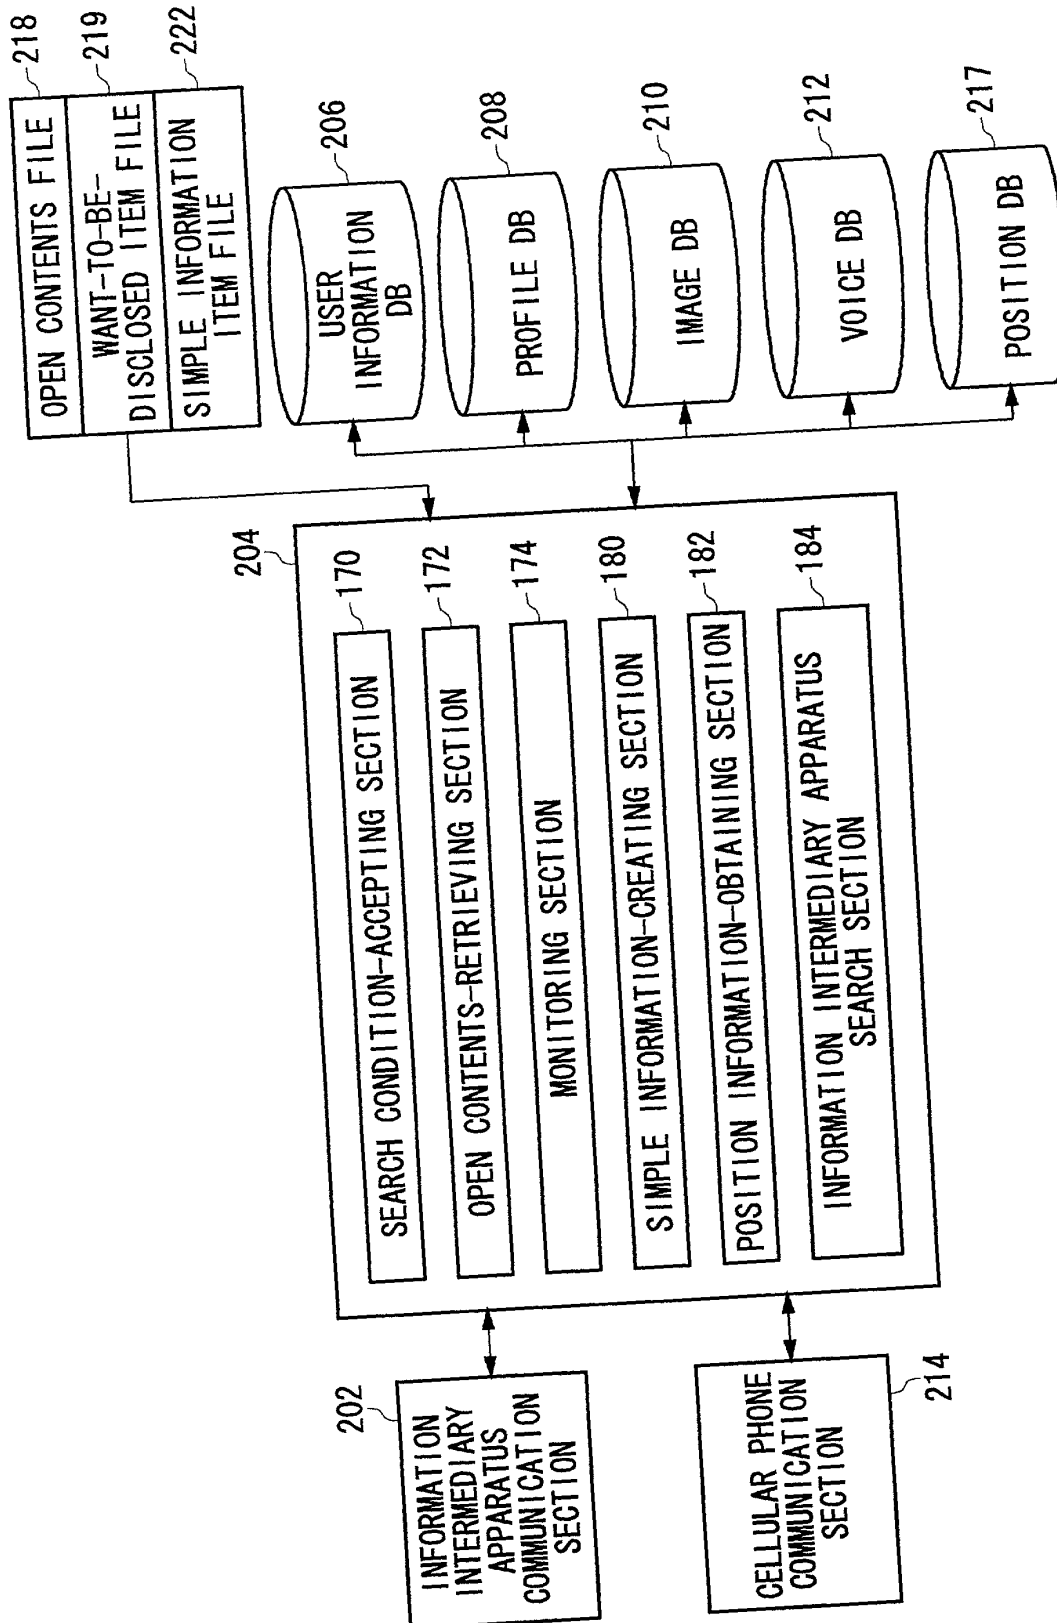 OPEN CONTENTS FILE
218
WANT-TO-BE-
DISCLOSED ITEM FILE
219
SIMPLE INFORMATION
ITEM FILE
222
204
SEARCH CONDITION-ACCEPTING SECTION
170
OPEN CONTENTS-RETRIEVING SECTION
172
MONITORING SECTION
174
SIMPLE INFORMATION-CREATING SECTION
180
POSITION INFORMATION-OBTAINING SECTION
182
INFORMATION INTERMEDIARY APPARATUS
SEARCH SECTION
184
USER
INFORMATION
DB
206
PROFILE DB
208
IMAGE DB
210
VOICE DB
212
POSITION DB
217
202
INFORMATION
INTERMEDIARY
APPARATUS
COMMUNICATION
SECTION
CELLULAR PHONE
COMMUNICATION
SECTION
214